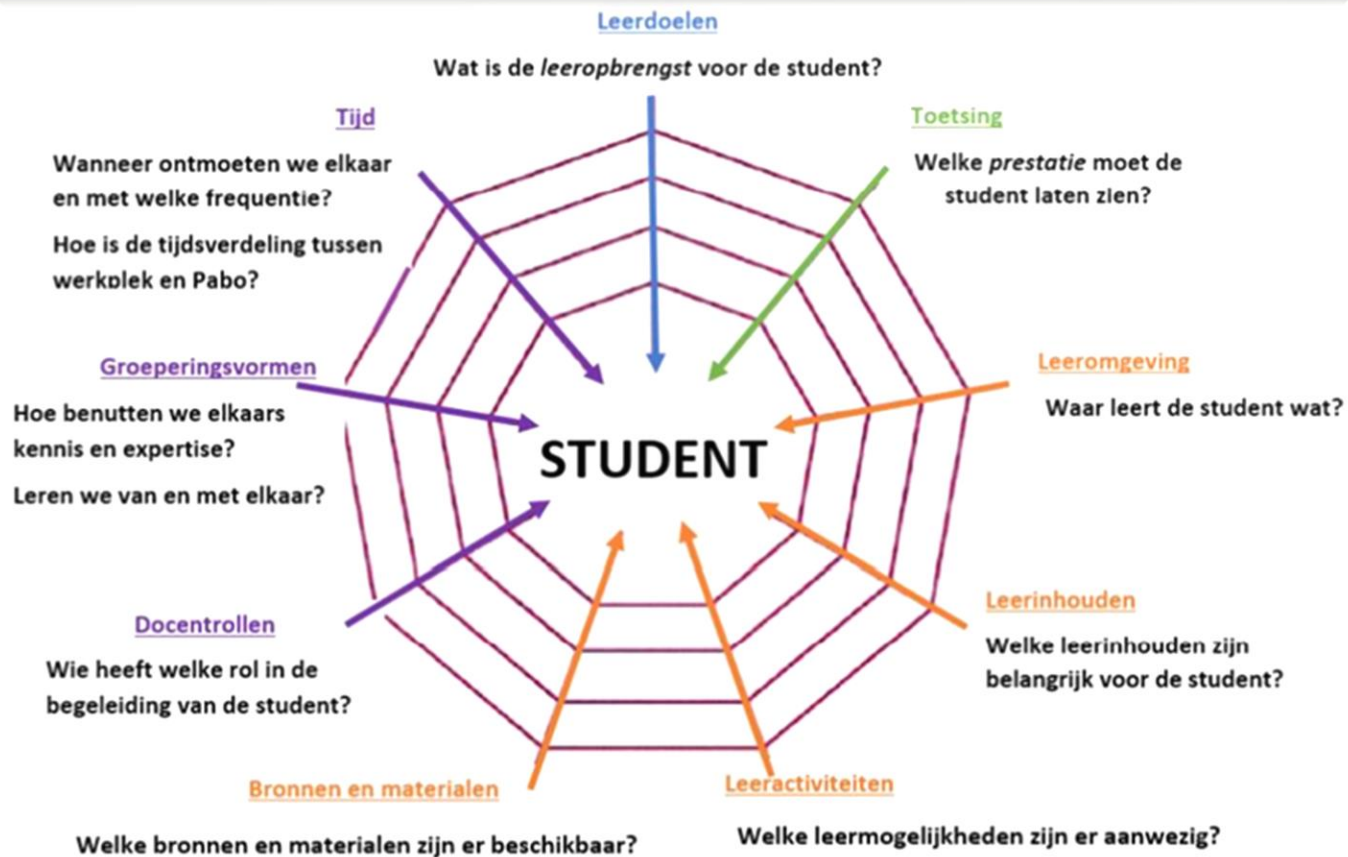 Leerdoelen
Wat is de leeropbrengst voor de student?
Tijd
Wanneer ontmoeten we elkaar
en met welke frequentie?
Hoe is de tijdsverdeling tussen
werkplek en Pabo?
Toetsing
Welke prestatie moet de
student laten zien?
Groeperingsvormen
Hoe benutten we elkaars
kennis en expertise?
Leren we van en met elkaar?
Leeromgeving
Waar leert de student wat?
STUDENT
Docentrollen
Wie heeft welke rol in de
begeleiding van de student?
Leerinhouden
Welke leerinhouden zijn
belangrijk voor de student?
Bronnen en materialen
Welke bronnen en materialen zijn er beschikbaar?
Leeractiviteiten
Welke leermogelijkheden zijn er aanwezig?